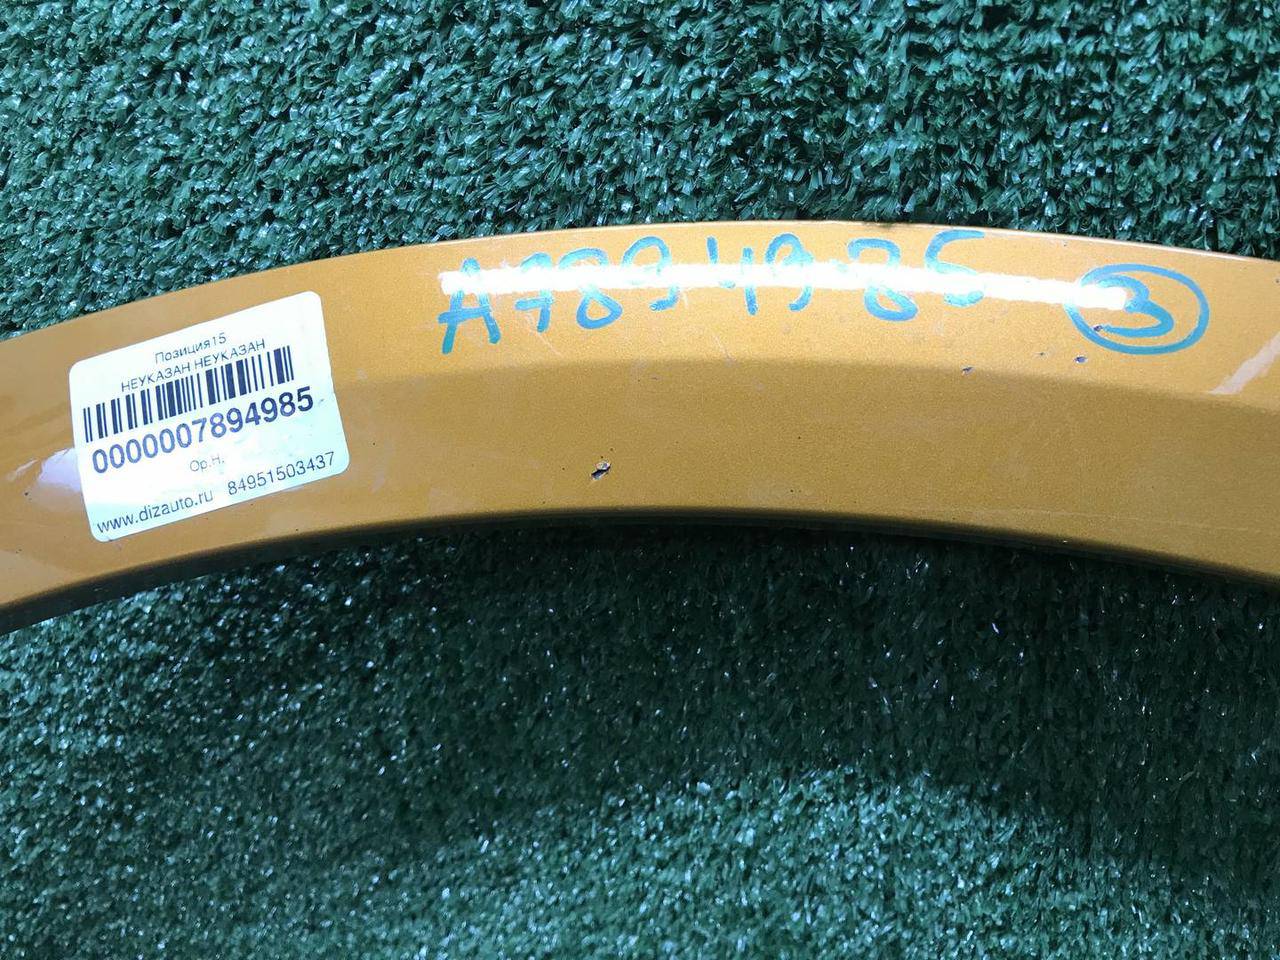 Позиция15
НЕУКАЗАН НЕУКАЗАН
0000007894985
Ор.Н.
www.dizauto.ru 84951503437
A7894985 3